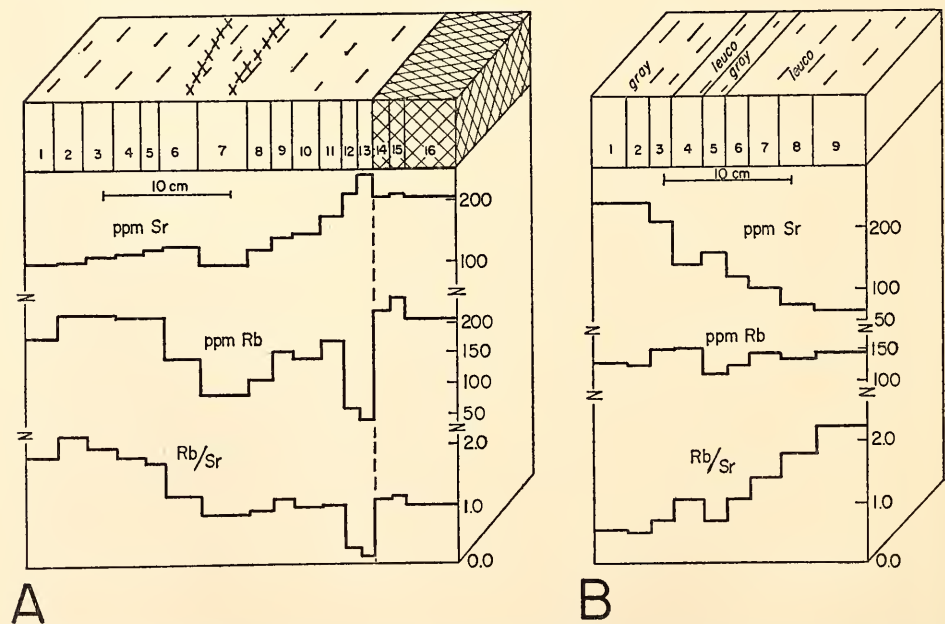 gray
leuco
gray
leuco
1 2 3 4 5 6 7 8 9 10 11 12 13 14 15 16
10 cm
ppm Sr
200
100
N N
ppm Rb
200
150
100
50
N N
Rb/Sr
2.0
1.0
0.0
A
1 2 3 4 5 6 7 8 9
10 cm
ppm Sr
200
100
50
N N
ppm Rb
150
100
N N
Rb/Sr
2.0
1.0
0.0
B